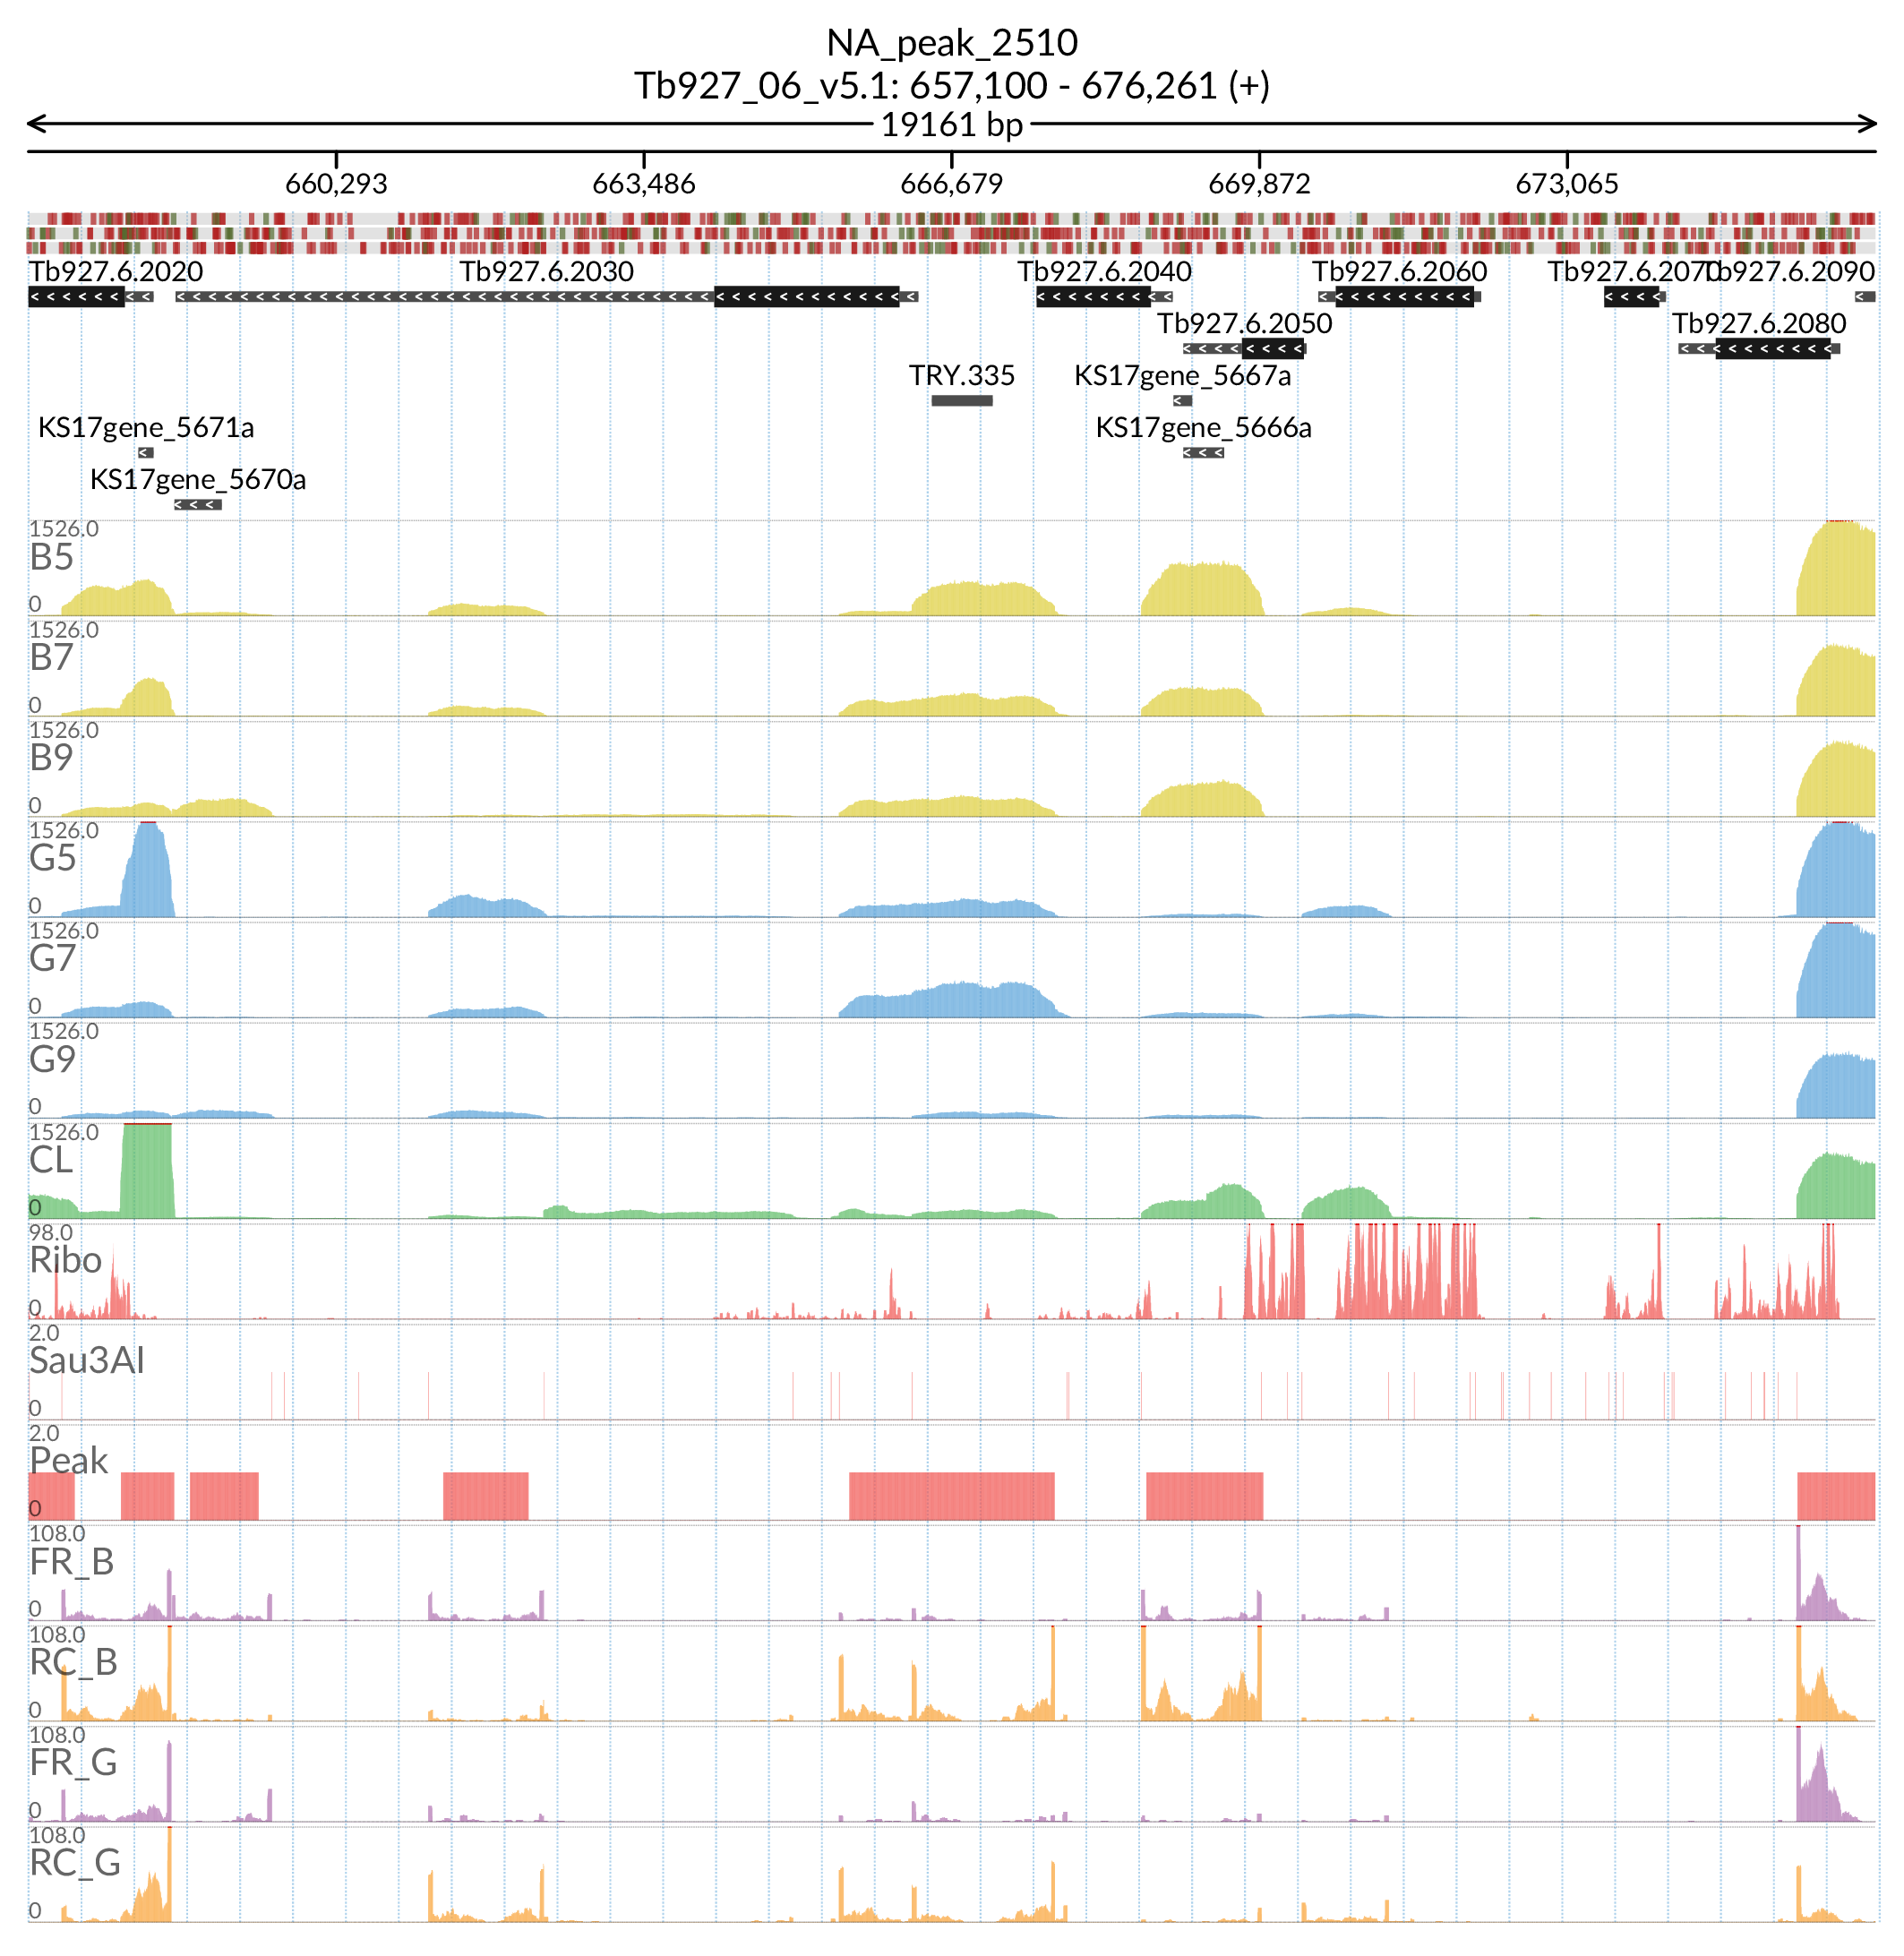 NA_peak_2510
Tb927_06_v5.1: 657,100 - 676,261 (+)
19161 bp
660,293 663,486 666,679 669,872 673,065
Tb927.6.2020 Tb927.6.2030 Tb927.6.2040 Tb927.6.2060 Tb927.6.2070 Tb927.6.2090
Tb927.6.2050 Tb927.6.2080
TRY.335 KS17gene_5667a
KS17gene_5671a KS17gene_5666a
KS17gene_5670a
1526.0
B5
0
1526.0
B7
0
1526.0
B9
0
1526.0
G5
0
1526.0
G7
0
1526.0
G9
0
1526.0
CL
0
98.0
Ribo
0
2.0
Sau3AI
0
2.0
Peak
0
108.0
FR_B
0
108.0
RC_B
0
108.0
FR_G
0
108.0
RC_G
0